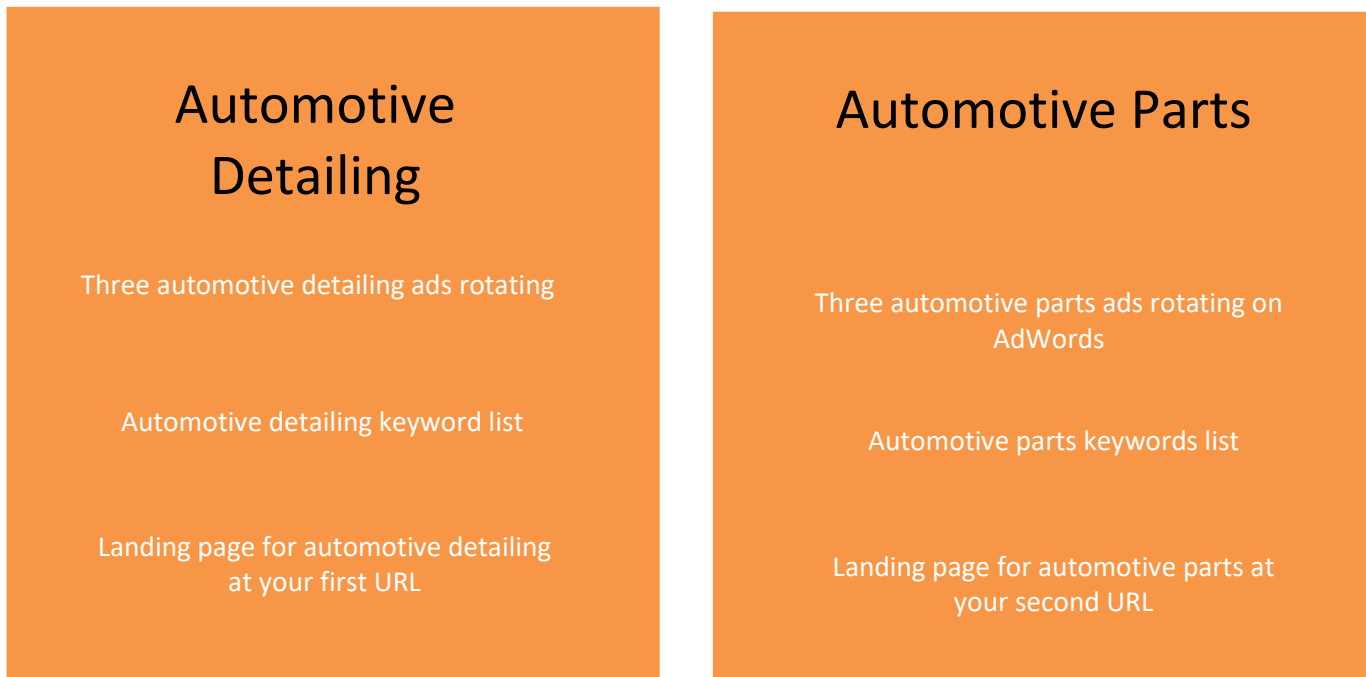 Automotive
Detailing
Three automotive detailing ads rotating
Automotive detailing keyword list
Landing page for automotive detailing
at your first URL
Automotive Parts
Three automotive parts ads rotating on
AdWords
Automotive parts keywords list
Landing page for automotive parts at
your second URL